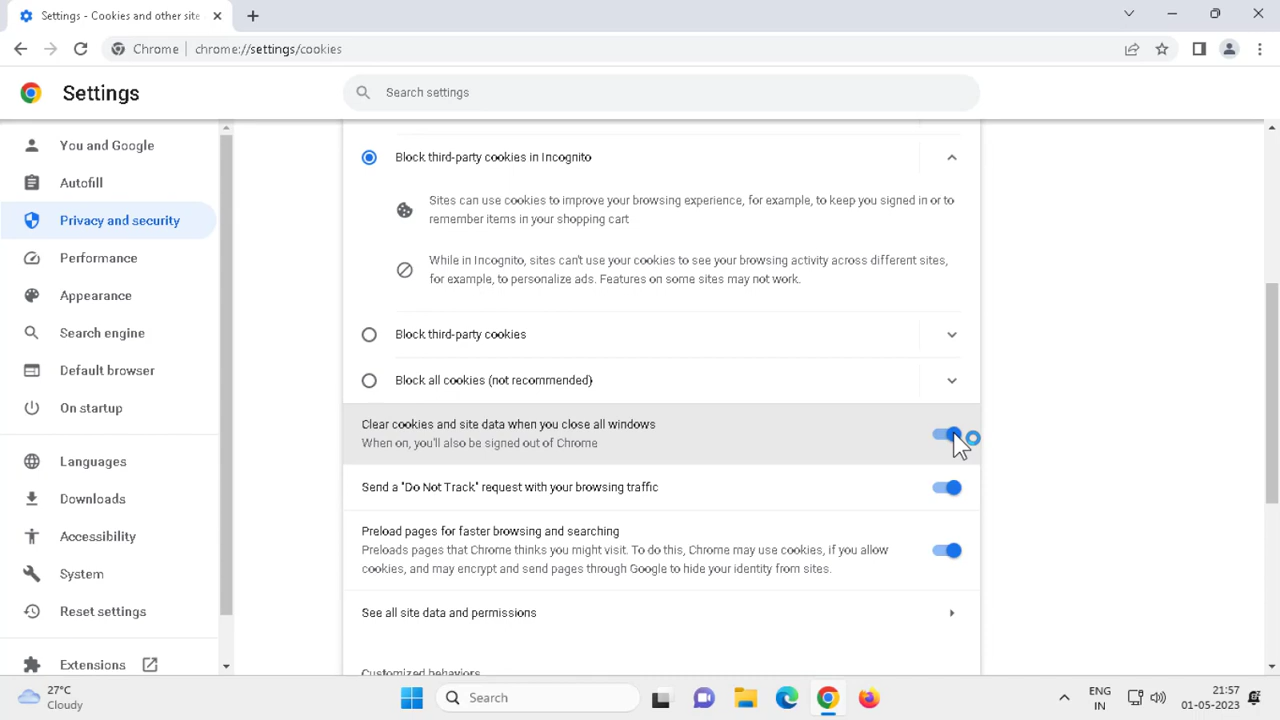 Settings - Cookies and other site
Chrome
chrome://settings/cookies
Settings
Search settings
You and Google
Autofill
Privacy and security
Performance
Appearance
Search engine
Default browser
On startup
Languages
Downloads
Accessibility
System
Reset settings
Extensions
Block third-party cookies in Incognito
Sites can use cookies to improve your browsing experience, for example, to keep you signed in or to
remember items in your shopping cart
While in Incognito, sites can't use your cookies to see your browsing activity across different sites,
for example, to personalize ads. Features on some sites may not work.
Block third-party cookies
Block all cookies (not recommended)
Clear cookies and site data when you close all windows
When on, you'll also be signed out of Chrome
Send a "Do Not Track" request with your browsing traffic
Preload pages for faster browsing and searching
Preloads pages that Chrome thinks you might visit. To do this, Chrome may use cookies, if you allow
cookies, and may encrypt and send pages through Google to hide your identity from sites.
See all site data and permissions
Customized behaviors
27°C
Cloudy
Search
ENG
IN
21:57
01-05-2023